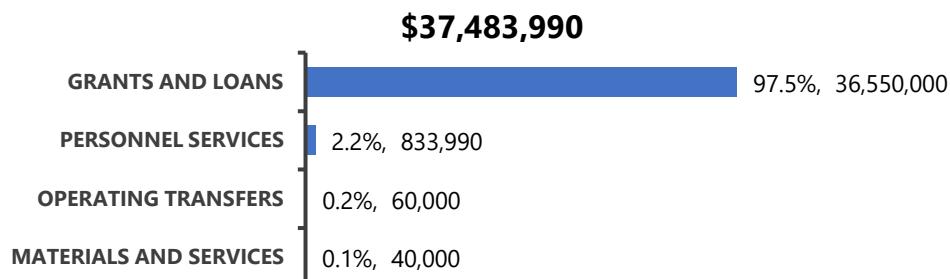 $37,483,990
GRANTS AND LOANS 97.5%, 36,550,000
PERSONNEL SERVICES 2.2%, 833,990
OPERATING TRANSFERS 0.2%, 60,000
MATERIALS AND SERVICES 0.1%, 40,000